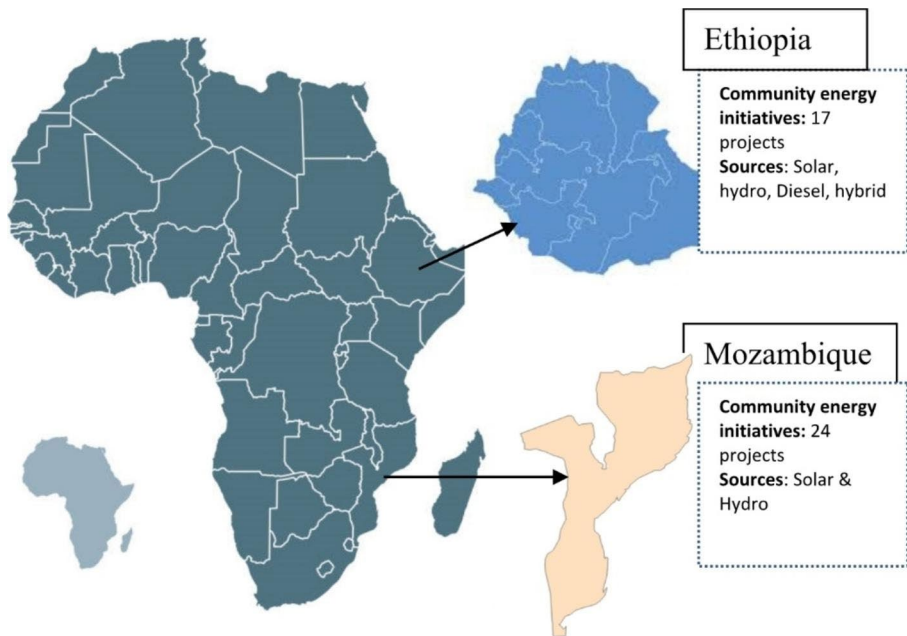 Ethiopia
Community energy
initiatives: 17
projects
Sources: Solar,
hydro, Diesel, hybrid
Mozambique
Community energy
initiatives: 24
projects
Sources: Solar &
Hydro